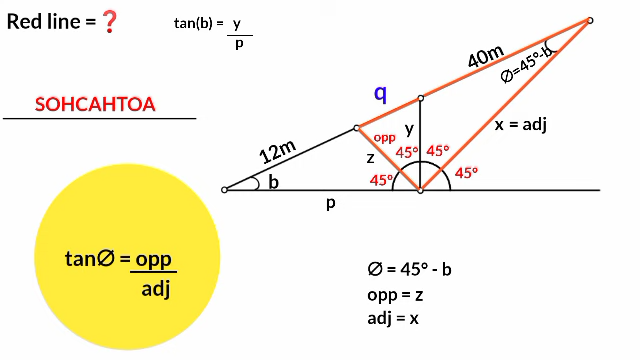 Red line = ❓
tan(b) = y
p
SOHCAHTOA
40m
∅=45°-b
q
opp
y
x = adj
12m
z
45°
45°
45°
45°
b
p
tan∅ = opp
adj
∅ = 45° - b
opp = z
adj = x